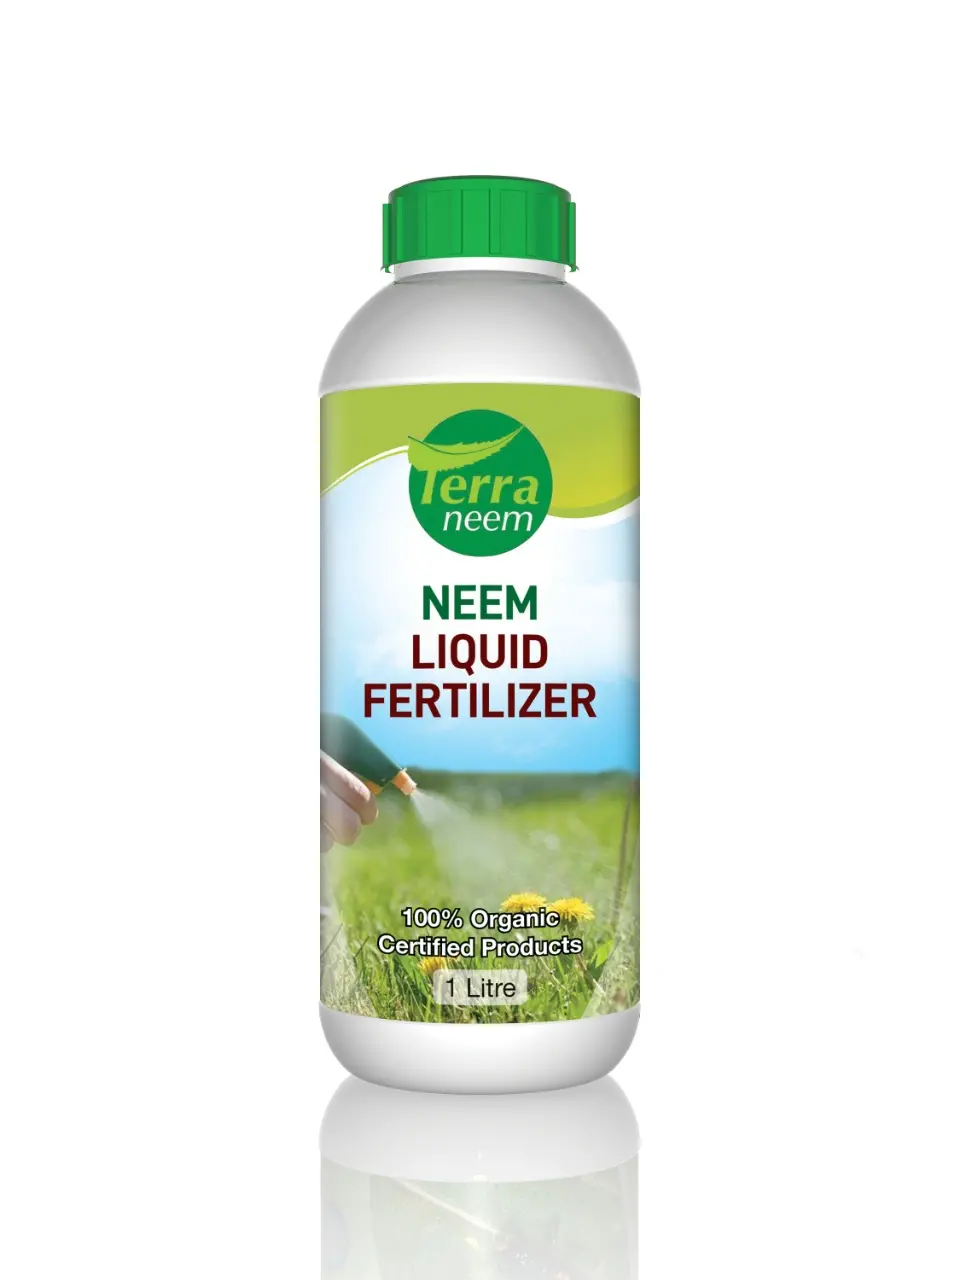 Terra
neem
NEEM
LIQUID
FERTILIZER
100% Organic
Certified Products
1 Litre